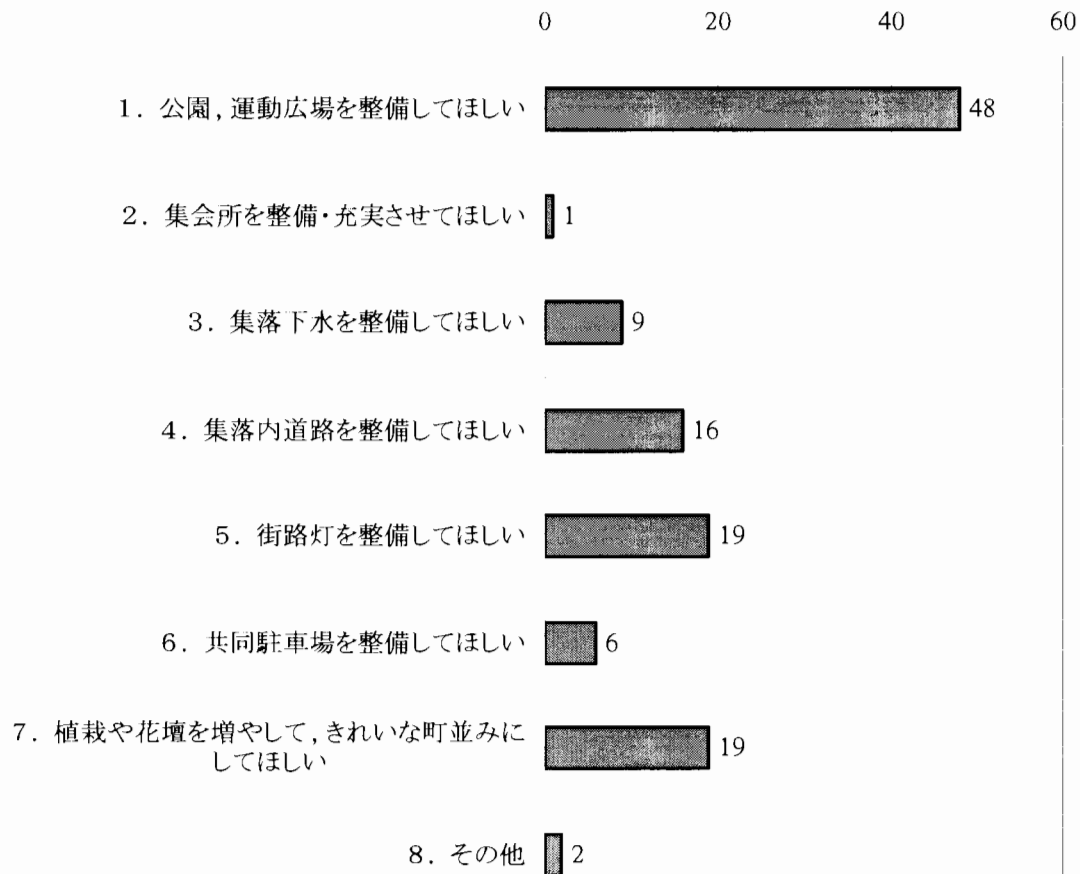 0 20 40 60
1. 公園,運動広場を整備してほしい 48
2. 集会所を整備・充実させてほしい 1
3. 集落下水を整備してほしい 9
4. 集落内道路を整備してほしい 16
5. 街路灯を整備してほしい 19
6. 共同駐車場を整備してほしい 6
7. 植栽や花壇を増やして,きれいな町並みに
してほしい 19
8. その他 2